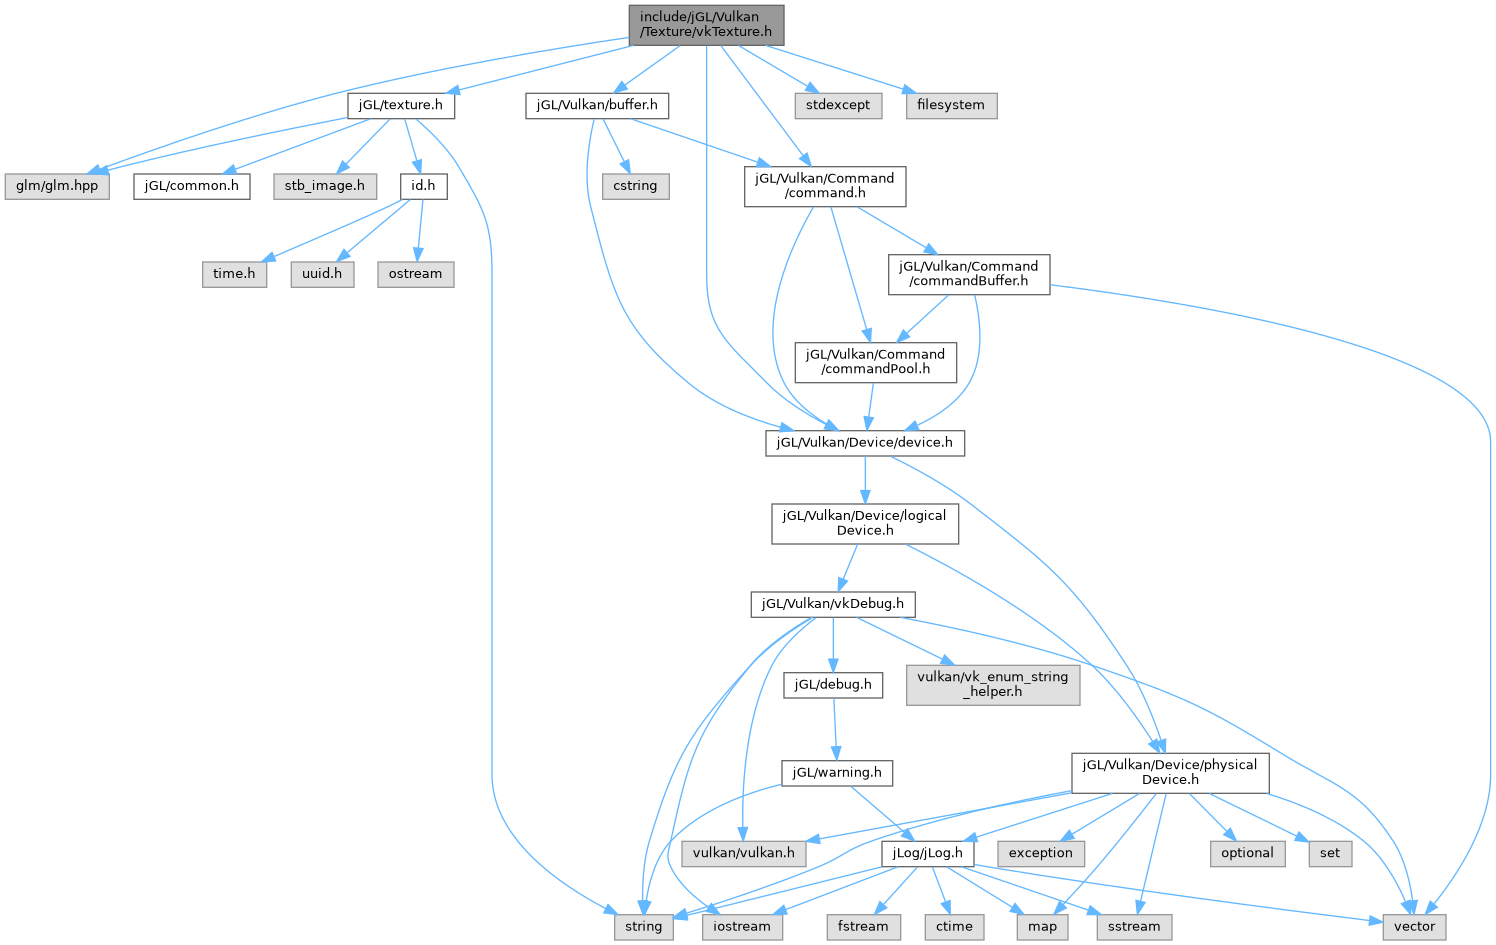 include/jGL/Vulkan
/Texture/vkTexture.h
jGL/texture.h
jGL/Vulkan/buffer.h
stdexcept
filesystem
glm/glm.hpp
jGL/common.h
stb_image.h
id.h
cstring
jGL/Vulkan/Command
/command.h
time.h
uuid.h
ostream
jGL/Vulkan/Command
/commandBuffer.h
jGL/Vulkan/Command
/commandPool.h
jGL/Vulkan/Device/device.h
jGL/Vulkan/Device/logical
Device.h
jGL/Vulkan/vkDebug.h
jGL/debug.h
vulkan/vk_enum_string
_helper.h
jGL/warning.h
jGL/Vulkan/Device/physical
Device.h
vulkan/vulkan.h
jLog/jLog.h
exception
optional
set
string
iostream
fstream
ctime
map
sstream
vector